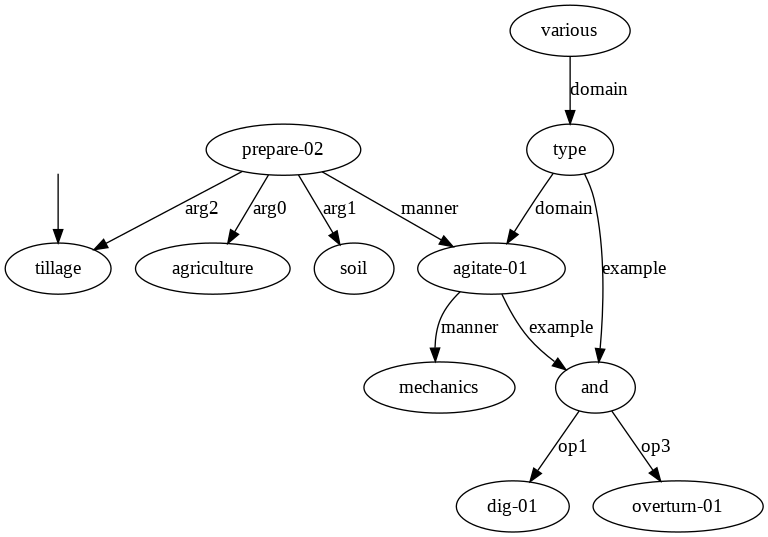 various
domain
prepare-02
type
arg2
arg0
arg1
manner
domain
tillage
agriculture
soil
agitate-01
example
manner
example
mechanics
and
op1
op3
dig-01
overturn-01